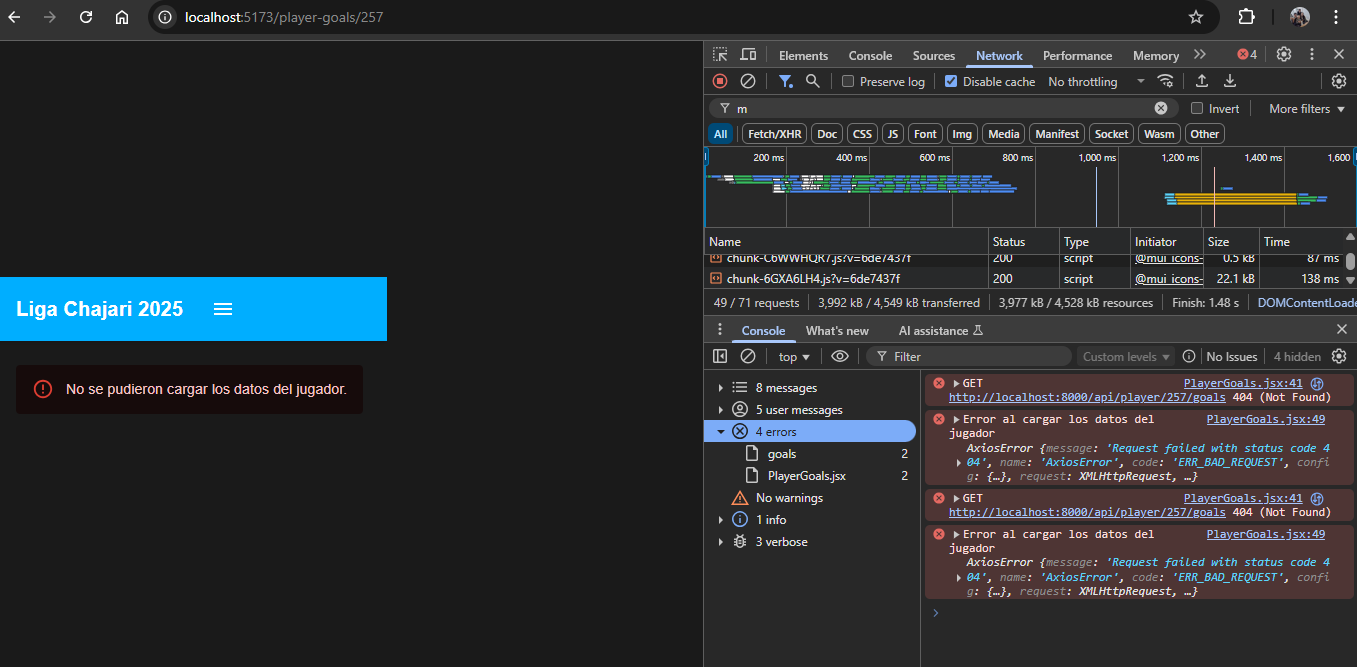 localhost:5173/player-goals/257
Elements Console Sources Network Performance Memory 4
Preserve log Disable cache No throttling
m Invert More filters
All Fetch/XHR Doc CSS JS Font Img Media Manifest Socket Wasm Other
200 ms 400 ms 600 ms 800 ms 1,000 ms 1,200 ms 1,400 ms 1,600
Name Status Type Initiator Size Time
chunk-C6WWHQR7.js?v=6de7437f 200 script @mui_icons- 0.5 kB 87 ms
chunk-6GXA6LH4.js?v=6de7437f 200 script @mui_icons- 22.1 kB 138 ms
49 / 71 requests 3,992 kB / 4,549 kB transferred 3,977 kB / 4,528 kB resources Finish: 1.48 s DOMContentLoade
Liga Chajari 2025
No se pudieron cargar los datos del jugador.
Console What's new AI assistance
top Filter Custom levels No Issues 4 hidden
8 messages
5 user messages
4 errors
goals 2
PlayerGoals.jsx 2
No warnings
1 info
3 verbose
GET PlayerGoals.jsx:41
http://localhost:8000/api/player/257/goals 404 (Not Found)
Error al cargar los datos del PlayerGoals.jsx:49
jugador
AxiosError {message: 'Request failed with status code 4
04', name: 'AxiosError', code: 'ERR_BAD_REQUEST', confi
g: {…}, request: XMLHttpRequest, …}
GET PlayerGoals.jsx:41
http://localhost:8000/api/player/257/goals 404 (Not Found)
Error al cargar los datos del PlayerGoals.jsx:49
jugador
AxiosError {message: 'Request failed with status code 4
04', name: 'AxiosError', code: 'ERR_BAD_REQUEST', confi
g: {…}, request: XMLHttpRequest, …}